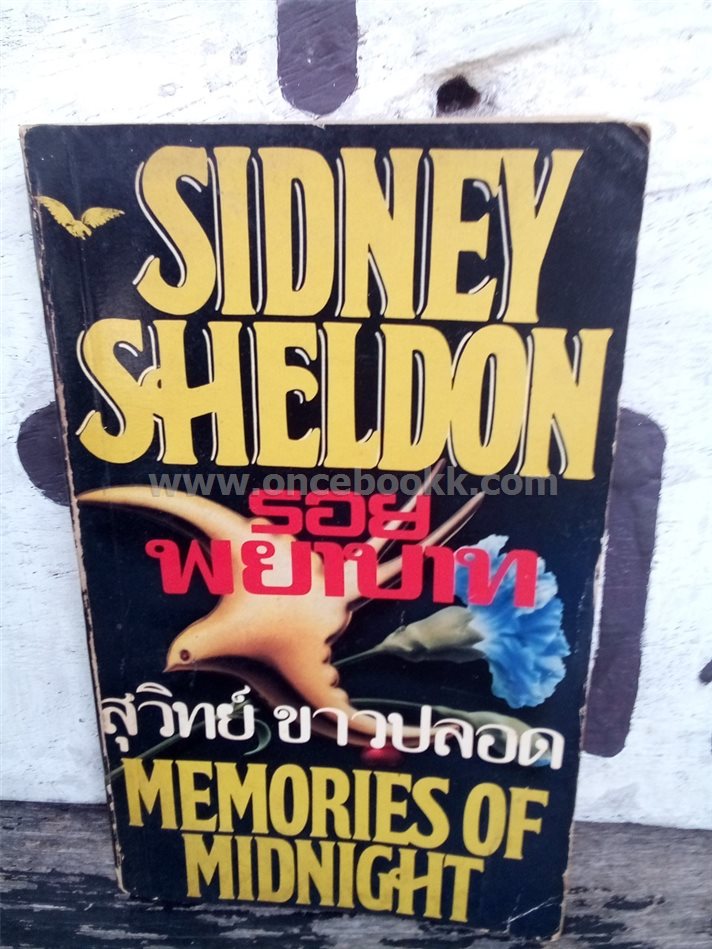 SIDNEY
SHELDON
www.oncebookk.com
รอย
พยาบาท
สุวิทย์ ขาวปลอด
MEMORIES OF
MIDNIGHT